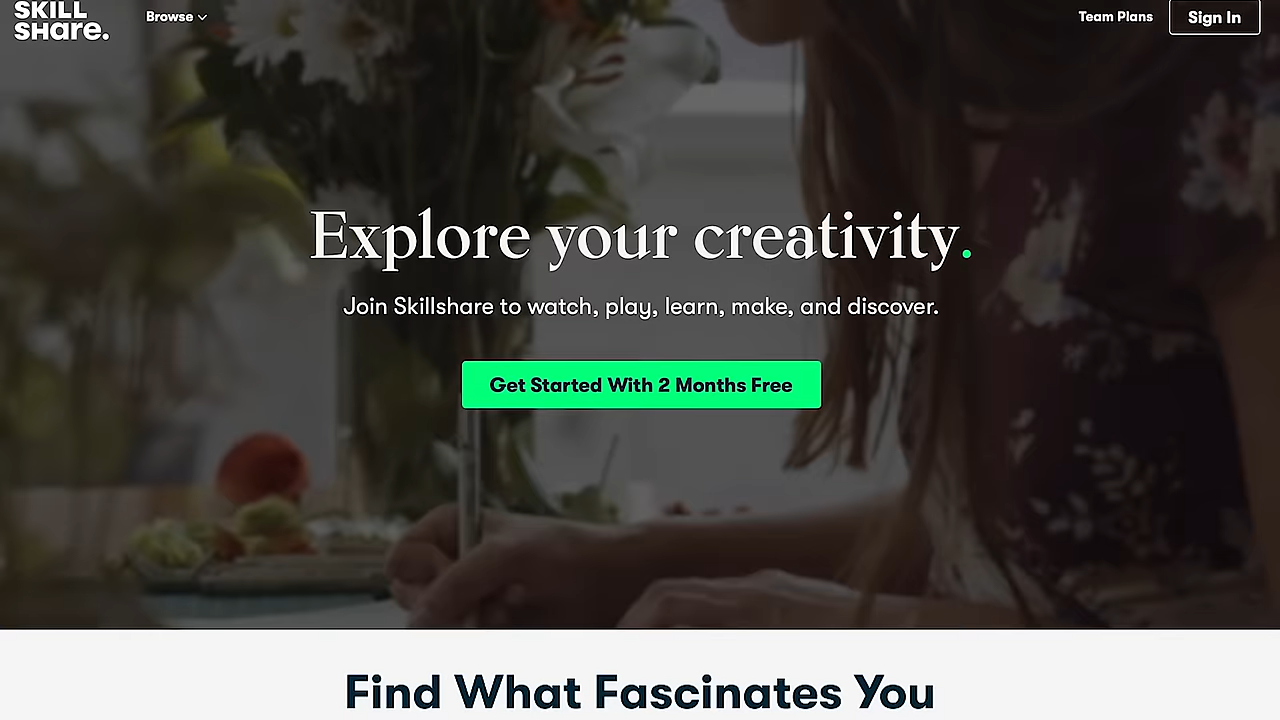 SKILL
SHare.
Browse
Team Plans
Sign In
Explore your creativity.
Join Skillshare to watch, play, learn, make, and discover.
Get Started With 2 Months Free
Find What Fascinates You